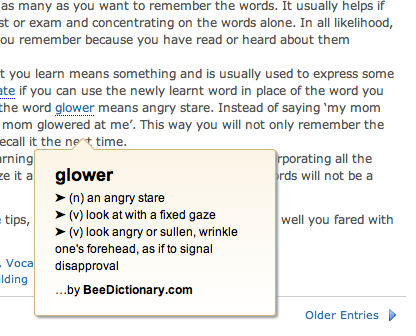 as many as you want to remember the words. It usually helps if
st or exam and concentrating on the words alone. In all likelihood,
ou remember because you have read or heard about them
t you learn means something and is usually used to express some
ate if you can use the newly learnt word in place of the word you
the word glower means angry stare. Instead of saying ‘my mom
mom glowered at me’. This way you will not only remember the
ecall it the next time.
arning
rporating all the
ze it a
rds will not be a
glower
➤ (n) an angry stare
➤ (v) look at with a fixed gaze
➤ (v) look angry or sullen, wrinkle
one's forehead, as if to signal
disapproval
...by BeeDictionary.com
tips,
well you fared with
, Voca
ilding
Older Entries